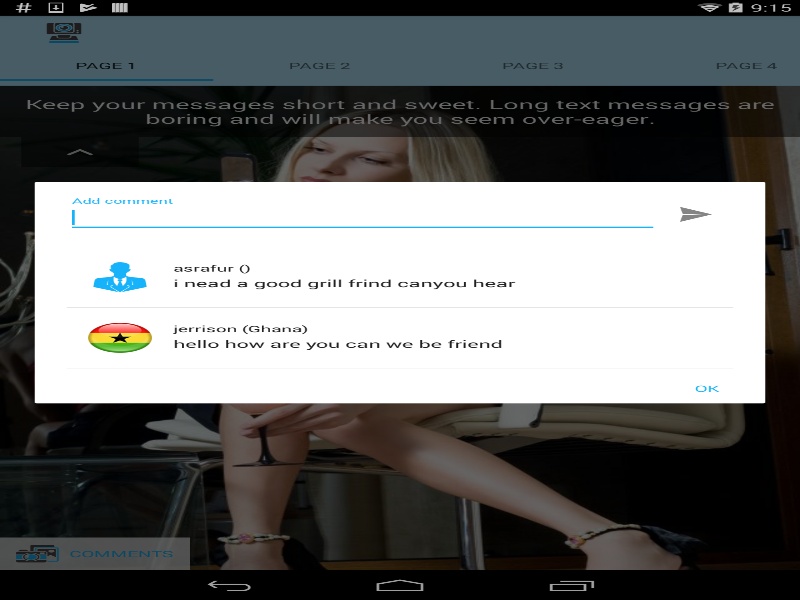 9:15
PAGE 1
PAGE 2
PAGE 3
PAGE 4
Keep your messages short and sweet. Long text messages are
boring and will make you seem over-eager.
Add comment
asrafur ()
i nead a good grill frind canyou hear
jerrison (Ghana)
hello how are you can we be friend
OK
COMMENTS